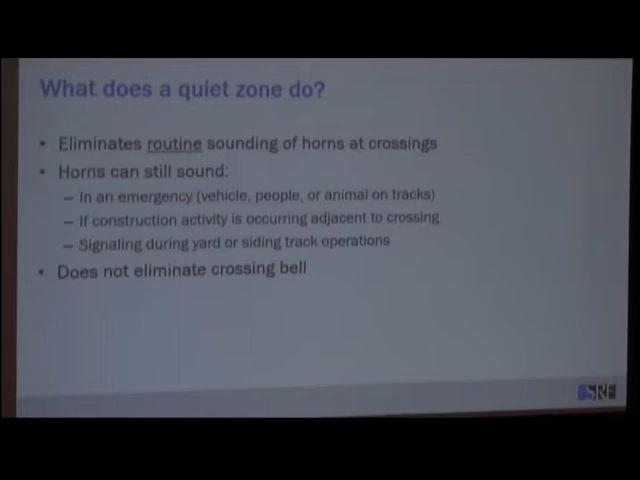 What does a quiet zone do?
• Eliminates routine sounding of horns at crossings
• Horns can still sound:
– In an emergency (vehicle, people, or animal on tracks)
– If construction activity is occurring adjacent to crossing
– Signaling during yard or siding track operations
• Does not eliminate crossing bell
SRF